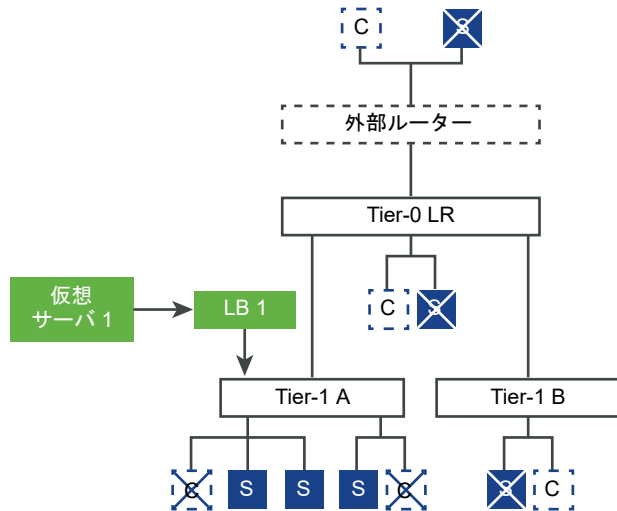 C S
外部ルーター
Tier-0 LR
C S
仮想
サーバ 1
LB 1
Tier-1 A
Tier-1 B
C S S S C
S C